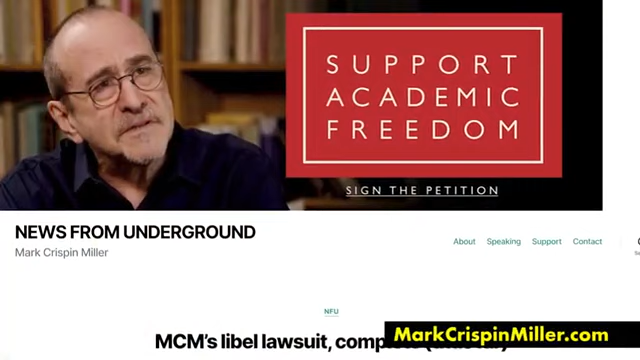 SUPPORT
ACADEMIC
FREEDOM
SIGN THE PETITION
NEWS FROM UNDERGROUND
Mark Crispin Miller
About Speaking Support Contact
NFU
MCM's libel lawsuit,
MarkCrispinMiller.com